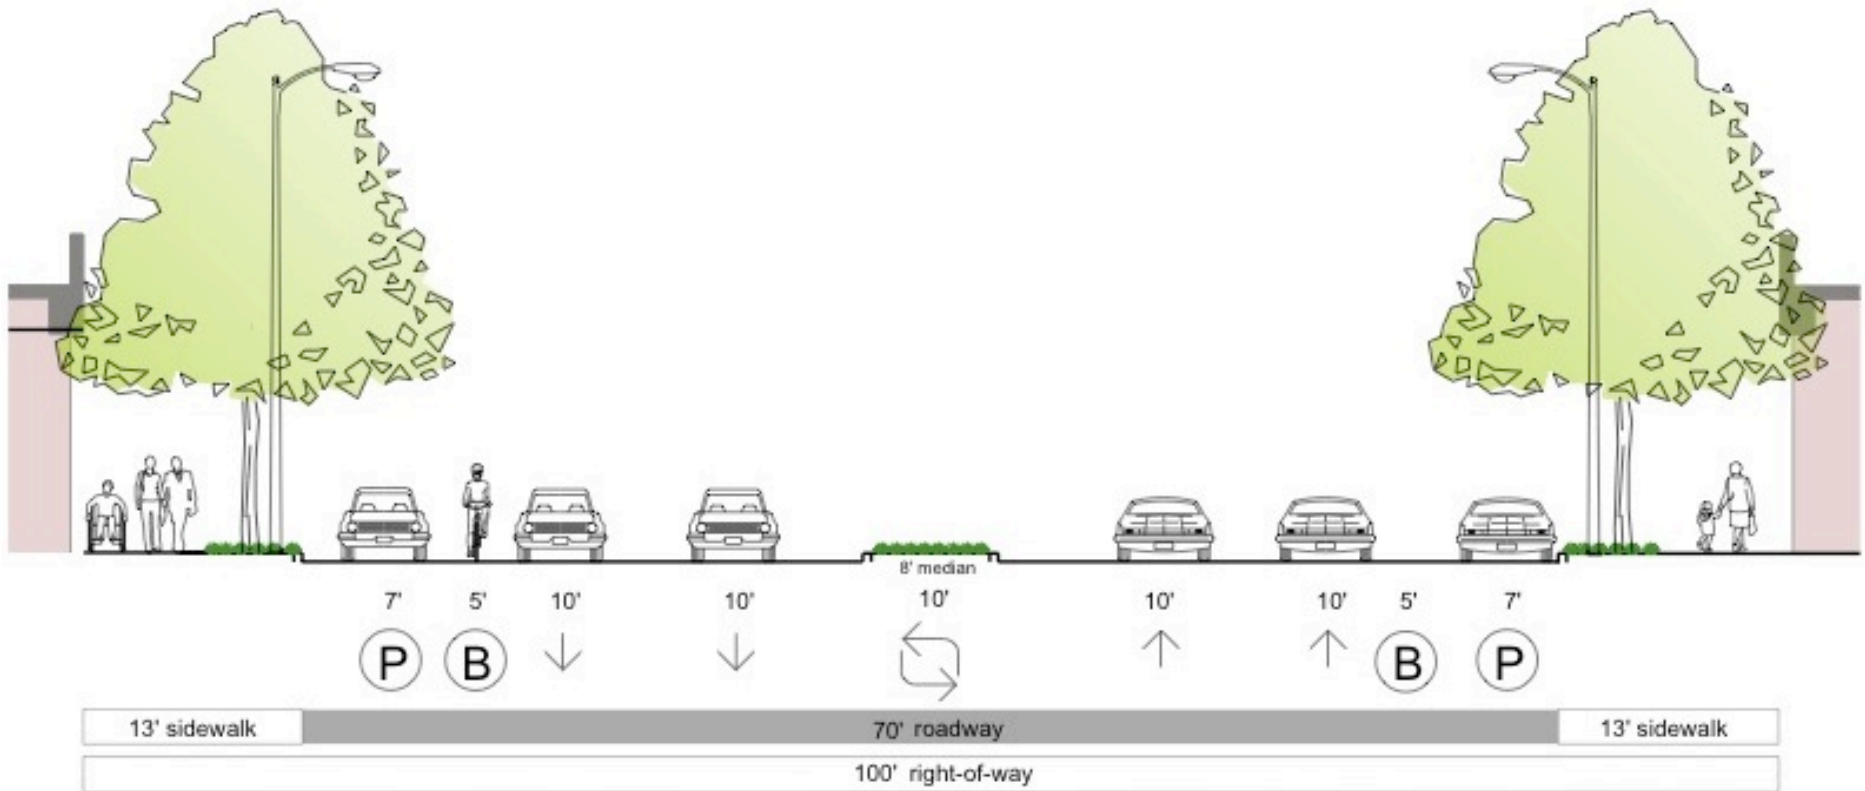 8' median
7' 5' 10' 10' 10' 10' 10' 5' 7'
P B B P
13' sidewalk 70' roadway 13' sidewalk
100' right-of-way